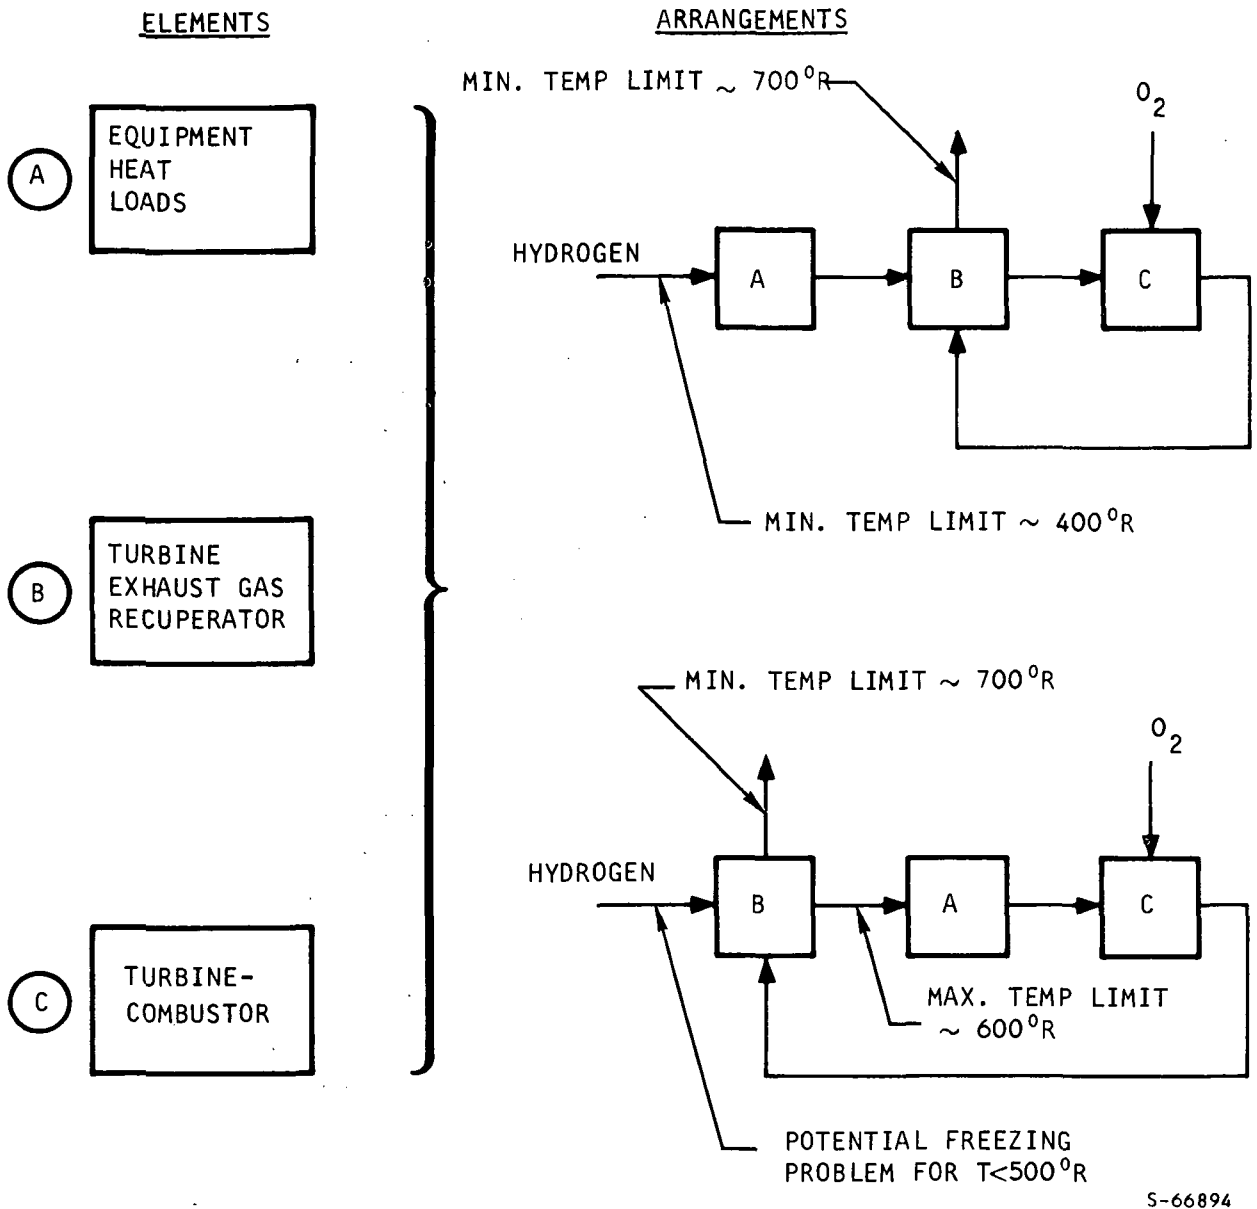 ELEMENTS
A
EQUIPMENT
HEAT
LOADS
B
TURBINE
EXHAUST GAS
RECUPERATOR
C
TURBINE-
COMBUSTOR
ARRANGEMENTS
MIN. TEMP LIMIT ~ 700°R
O2
HYDROGEN
A
B
C
MIN. TEMP LIMIT ~ 400°R
MIN. TEMP LIMIT ~ 700°R
O2
HYDROGEN
B
A
C
MAX. TEMP LIMIT
~ 600°R
POTENTIAL FREEZING
PROBLEM FOR T<500°R
S-66894